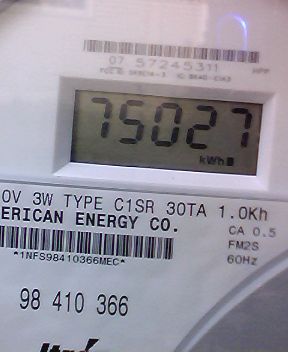 07 57245311
75027
kWh
0V 3W TYPE C1SR 30TA 1.0Kh
ERICAN ENERGY CO.
CA 0.5
FM2S
60Hz
*1NFS98410366MEC*
98 410 366